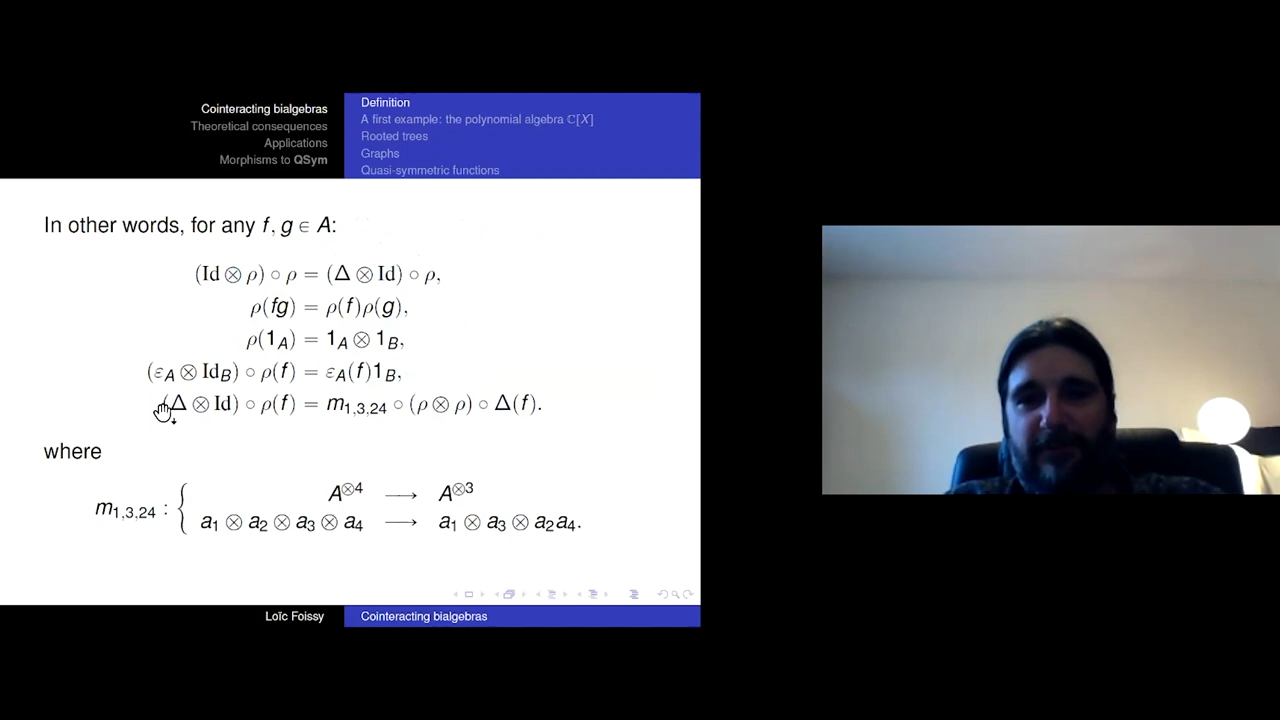 Cointeracting bialgebras
Theoretical consequences
Applications
Morphisms to QSym
Definition
A first example: the polynomial algebra ℂ[X]
Rooted trees
Graphs
Quasi-symmetric functions
In other words, for any f, g ∈ A:
(Id ⊗ ρ) ∘ ρ = (Δ ⊗ Id) ∘ ρ,
ρ(fg) = ρ(f)ρ(g),
ρ(1_A) = 1_A ⊗ 1_B,
(ε_A ⊗ Id_B) ∘ ρ(f) = ε_A(f)1_B,
(Δ ⊗ Id) ∘ ρ(f) = m_{1,3,24} ∘ (ρ ⊗ ρ) ∘ Δ(f).
where
m_{1,3,24} : { A^{⊗4} ⟶ A^{⊗3}
a_1 ⊗ a_2 ⊗ a_3 ⊗ a_4 ⟶ a_1 ⊗ a_3 ⊗ a_2a_4.
Loïc Foissy
Cointeracting bialgebras